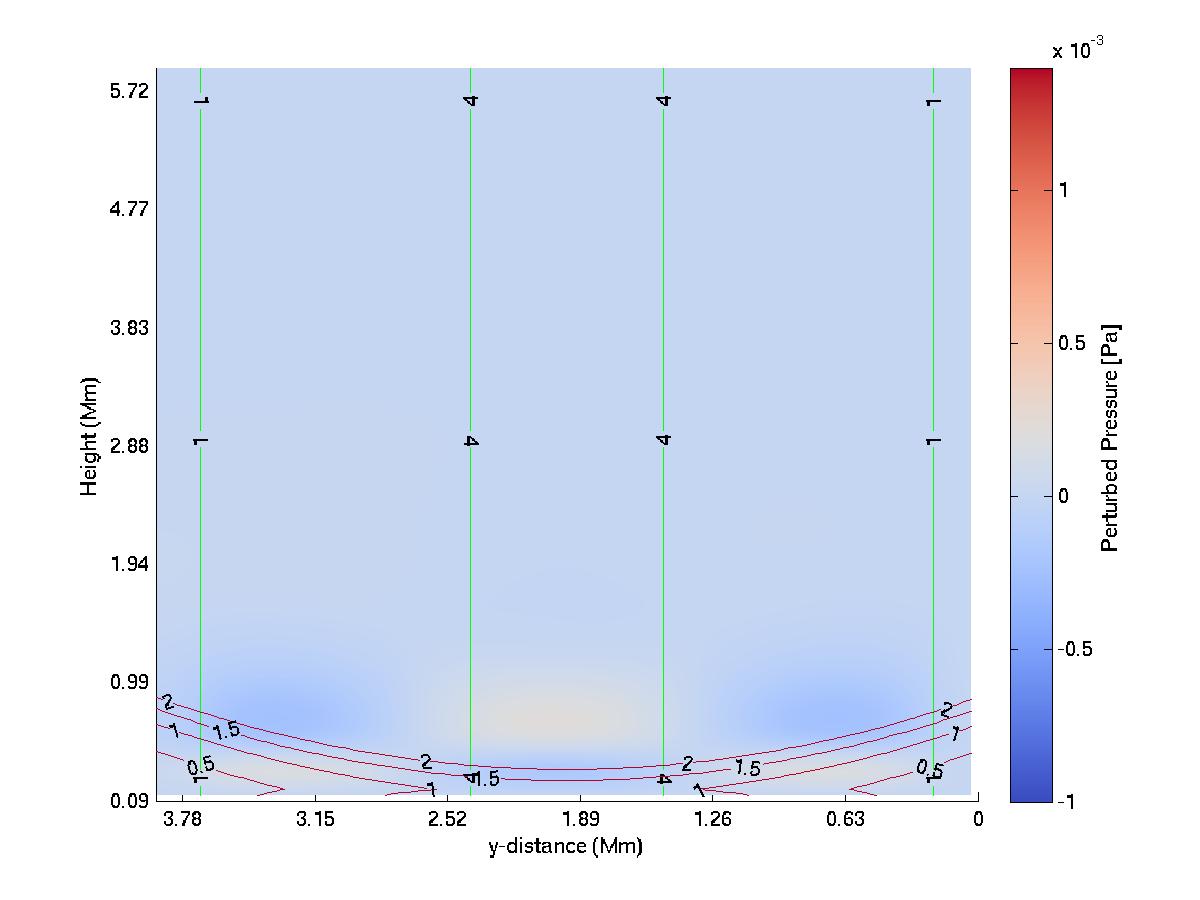 x 10-3
5.72
1 4 4 1
1
4.77
3.83
0.5
Perturbed Pressure [Pa]
Height (Mm)
2.88
1 4 4 1
0
1.94
-0.5
0.99
2 2
1.5
1 1
2 2
0.5 1.5 0.5
1 4 1.5 4 1
1 1
0.09
-1
3.78 3.15 2.52 1.89 1.26 0.63 0
y-distance (Mm)